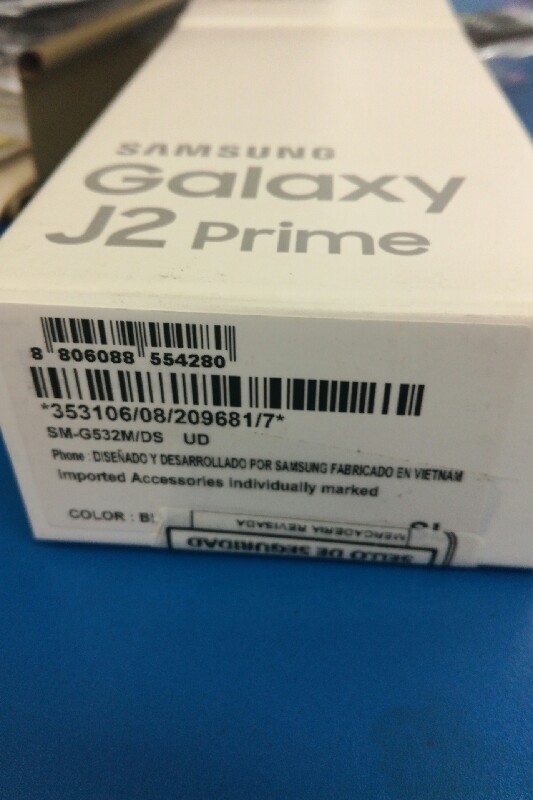 SAMSUNG
Galaxy
J2 Prime
8 806088 554280
*353106/08/209681/7*
SM-G532M/DS UD
Phone : DISEÑADO Y DESARROLLADO POR SAMSUNG FABRICADO EN VIETNAM
Imported Accessories individually marked
COLOR :
MERCADERIA REVISADA
SELLO DE SEGURIDAD